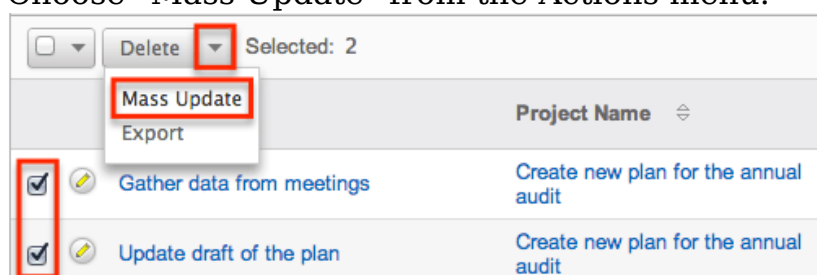 Choose "Mass Update" from the Actions menu.
Delete Selected: 2
Mass Update
Export
Project Name
Gather data from meetings
Create new plan for the annual
audit
Update draft of the plan
Create new plan for the annual
audit